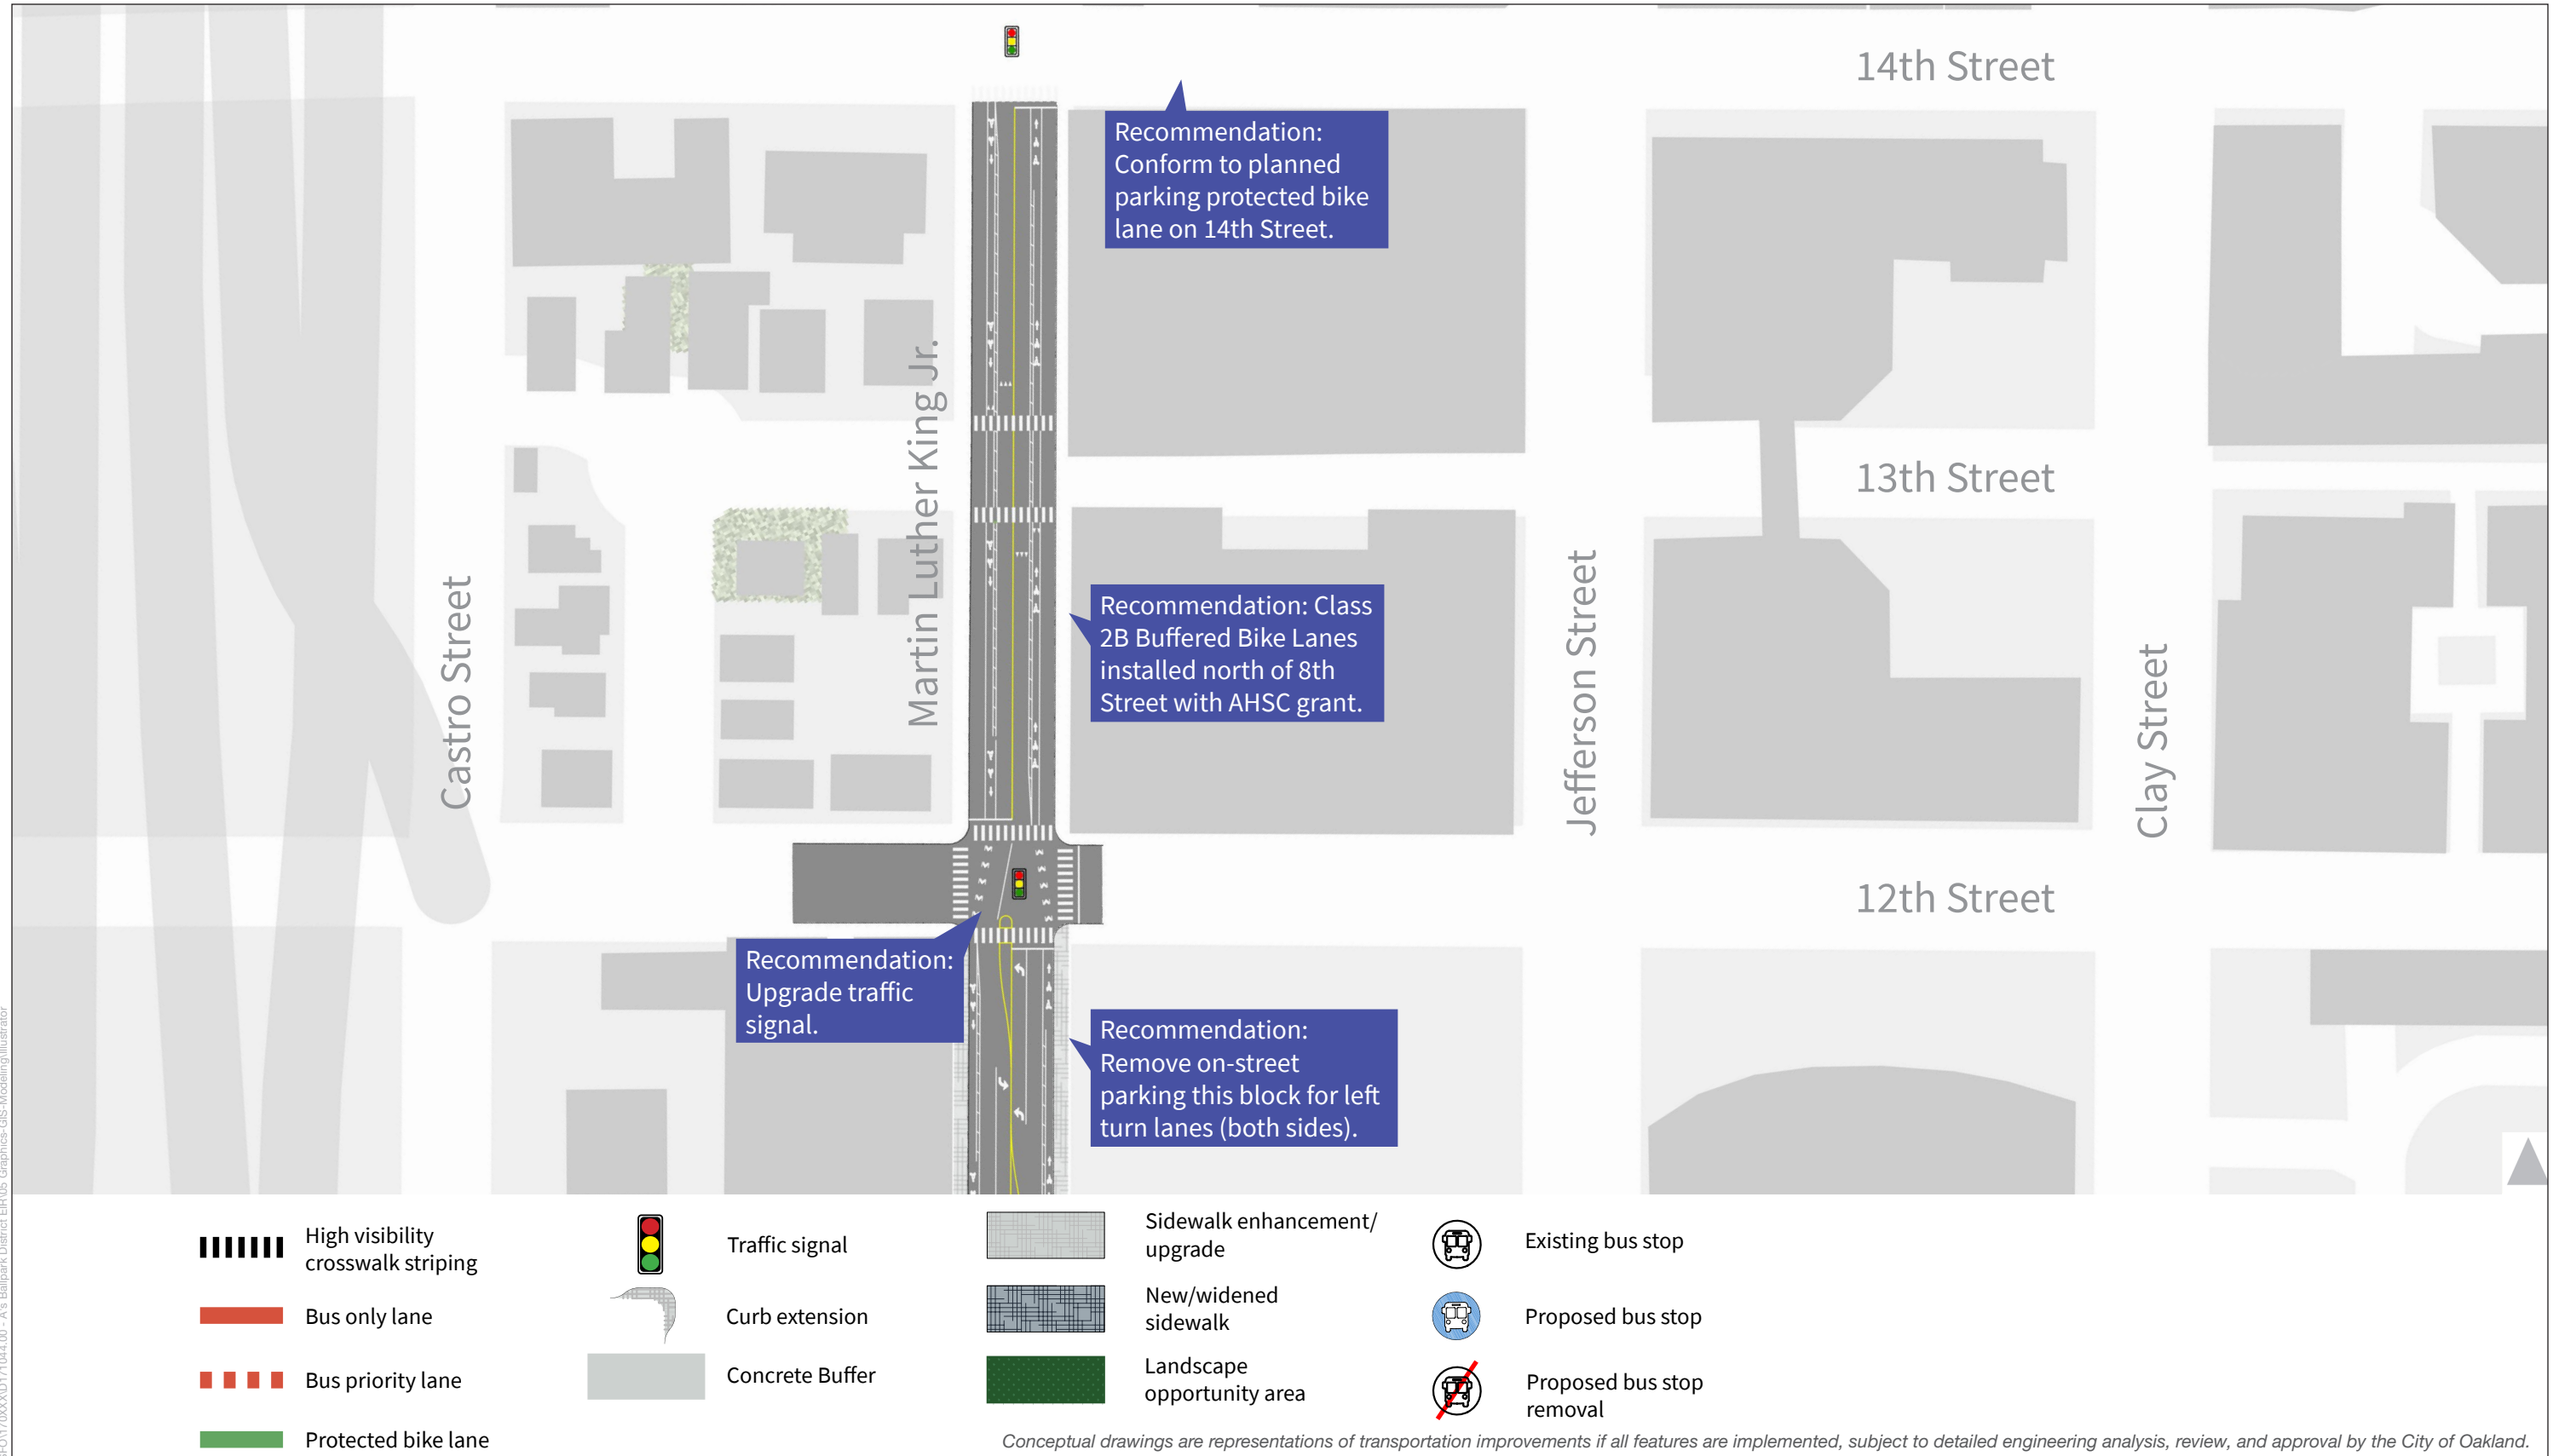 14th Street
Recommendation:
Conform to planned
parking protected bike
lane on 14th Street.
Martin Luther King Jr.
13th Street
Castro Street
Jefferson Street
Clay Street
Recommendation: Class
2B Buffered Bike Lanes
installed north of 8th
Street with AHSC grant.
12th Street
Recommendation:
Upgrade traffic
signal.
Recommendation:
Remove on-street
parking this block for left
turn lanes (both sides).
High visibility
crosswalk striping
Bus only lane
Bus priority lane
Protected bike lane
Traffic signal
Curb extension
Concrete Buffer
Sidewalk enhancement/
upgrade
New/widened
sidewalk
Landscape
opportunity area
Existing bus stop
Proposed bus stop
Proposed bus stop
removal
Conceptual drawings are representations of transportation improvements if all features are implemented, subject to detailed engineering analysis, review, and approval by the City of Oakland.